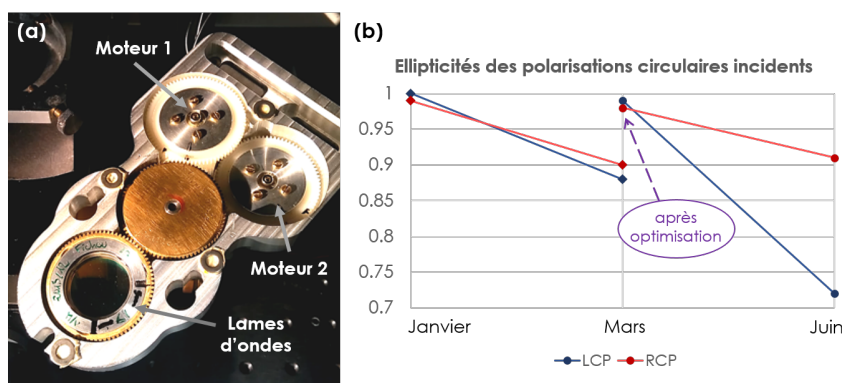 (a)
Moteur 1
Moteur 2
Lames
d'ondes
(b)
Ellipticités des polarisations circulaires incidents
1
0.95
0.9
0.85
0.8
0.75
0.7
après
optimisation
Janvier
Mars
Juin
LCP
RCP